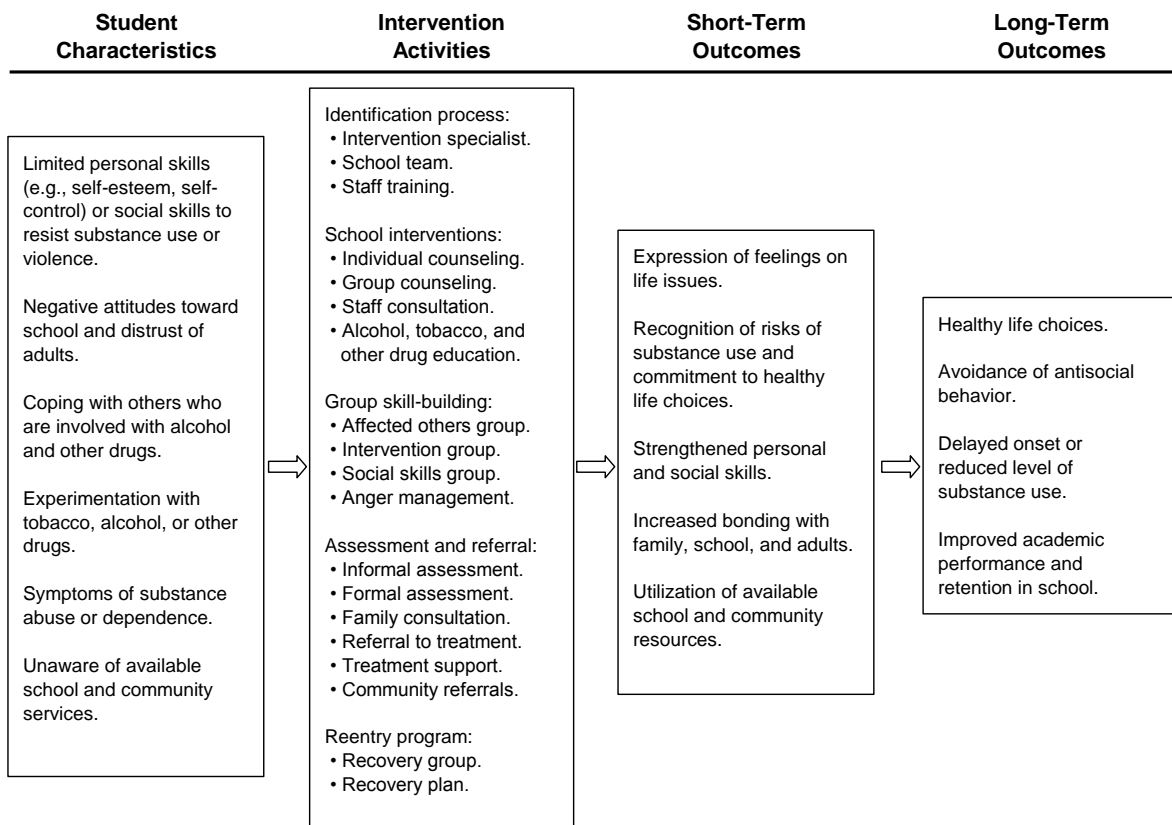 Student
Characteristics
Intervention
Activities
Short-Term
Outcomes
Long-Term
Outcomes
Limited personal skills
(e.g., self-esteem, self-
control) or social skills to
resist substance use or
violence.
Negative attitudes toward
school and distrust of
adults.
Coping with others who
are involved with alcohol
and other drugs.
Experimentation with
tobacco, alcohol, or other
drugs.
Symptoms of substance
abuse or dependence.
Unaware of available
school and community
services.
Identification process:
• Intervention specialist.
• School team.
• Staff training.
School interventions:
• Individual counseling.
• Group counseling.
• Staff consultation.
• Alcohol, tobacco, and
other drug education.
Group skill-building:
• Affected others group.
• Intervention group.
• Social skills group.
• Anger management.
Assessment and referral:
• Informal assessment.
• Formal assessment.
• Family consultation.
• Referral to treatment.
• Treatment support.
• Community referrals.
Reentry program:
• Recovery group.
• Recovery plan.
Expression of feelings on
life issues.
Recognition of risks of
substance use and
commitment to healthy
life choices.
Strengthened personal
and social skills.
Increased bonding with
family, school, and adults.
Utilization of available
school and community
resources.
Healthy life choices.
Avoidance of antisocial
behavior.
Delayed onset or
reduced level of
substance use.
Improved academic
performance and
retention in school.